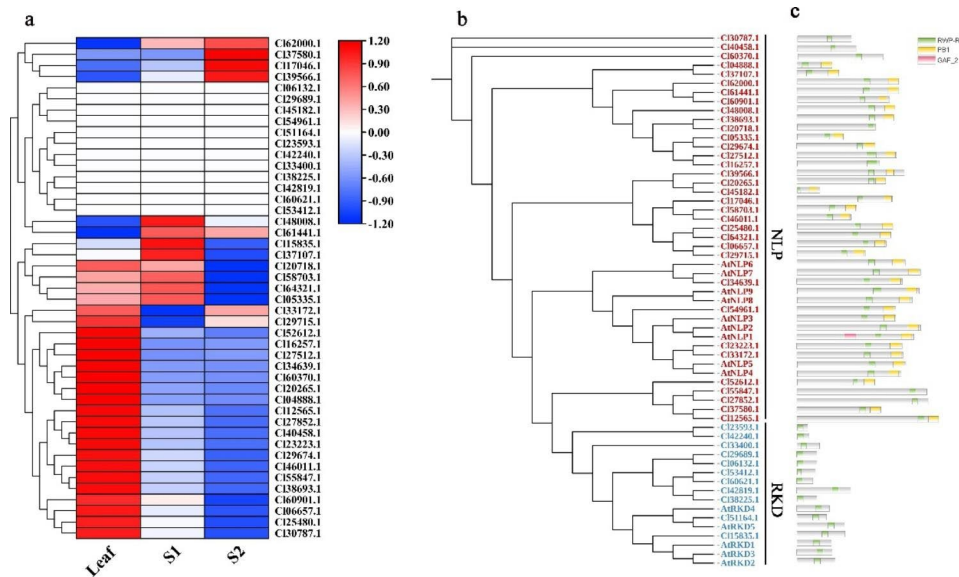 a
Cl62000.1
Cl37580.1
Cl17046.1
Cl39566.1
Cl06132.1
Cl29689.1
Cl45182.1
Cl54961.1
Cl51164.1
Cl23593.1
Cl42240.1
Cl33400.1
Cl38225.1
Cl42819.1
Cl60621.1
Cl53412.1
Cl48008.1
Cl61441.1
Cl15835.1
Cl37107.1
Cl20718.1
Cl58703.1
Cl64321.1
Cl05335.1
Cl33172.1
Cl29715.1
Cl52612.1
Cl16257.1
Cl27512.1
Cl34639.1
Cl60370.1
Cl20265.1
Cl04888.1
Cl12565.1
Cl27852.1
Cl40458.1
Cl23223.1
Cl29674.1
Cl46011.1
Cl55847.1
Cl38693.1
Cl60901.1
Cl06657.1
Cl25480.1
Cl30787.1
Leaf
S1
S2
1.20
0.90
0.60
0.30
0.00
-0.30
-0.60
-0.90
-1.20
b
Cl30787.1
Cl40458.1
Cl60370.1
Cl04888.1
Cl37107.1
Cl62000.1
Cl61441.1
Cl60901.1
Cl48008.1
Cl38693.1
Cl20718.1
Cl05335.1
Cl29674.1
Cl27512.1
Cl16257.1
Cl39566.1
Cl20265.1
Cl45182.1
Cl17046.1
Cl58703.1
Cl46011.1
Cl25480.1
Cl64321.1
Cl06657.1
Cl29715.1
AtNLP6
AtNLP7
Cl34639.1
AtNLP9
AtNLP8
Cl54961.1
AtNLP3
AtNLP2
AtNLP1
Cl23223.1
Cl33172.1
AtNLP5
AtNLP4
Cl52612.1
Cl55847.1
Cl27852.1
Cl37580.1
Cl12565.1
Cl23593.1
Cl42240.1
Cl33400.1
Cl29689.1
Cl06132.1
Cl53412.1
Cl60621.1
Cl42819.1
Cl38225.1
AtRKD4
Cl51164.1
AtRKD5
Cl15835.1
AtRKD1
AtRKD3
AtRKD2
NLP
RKD
c
RWP-R
PB1
GAF_2